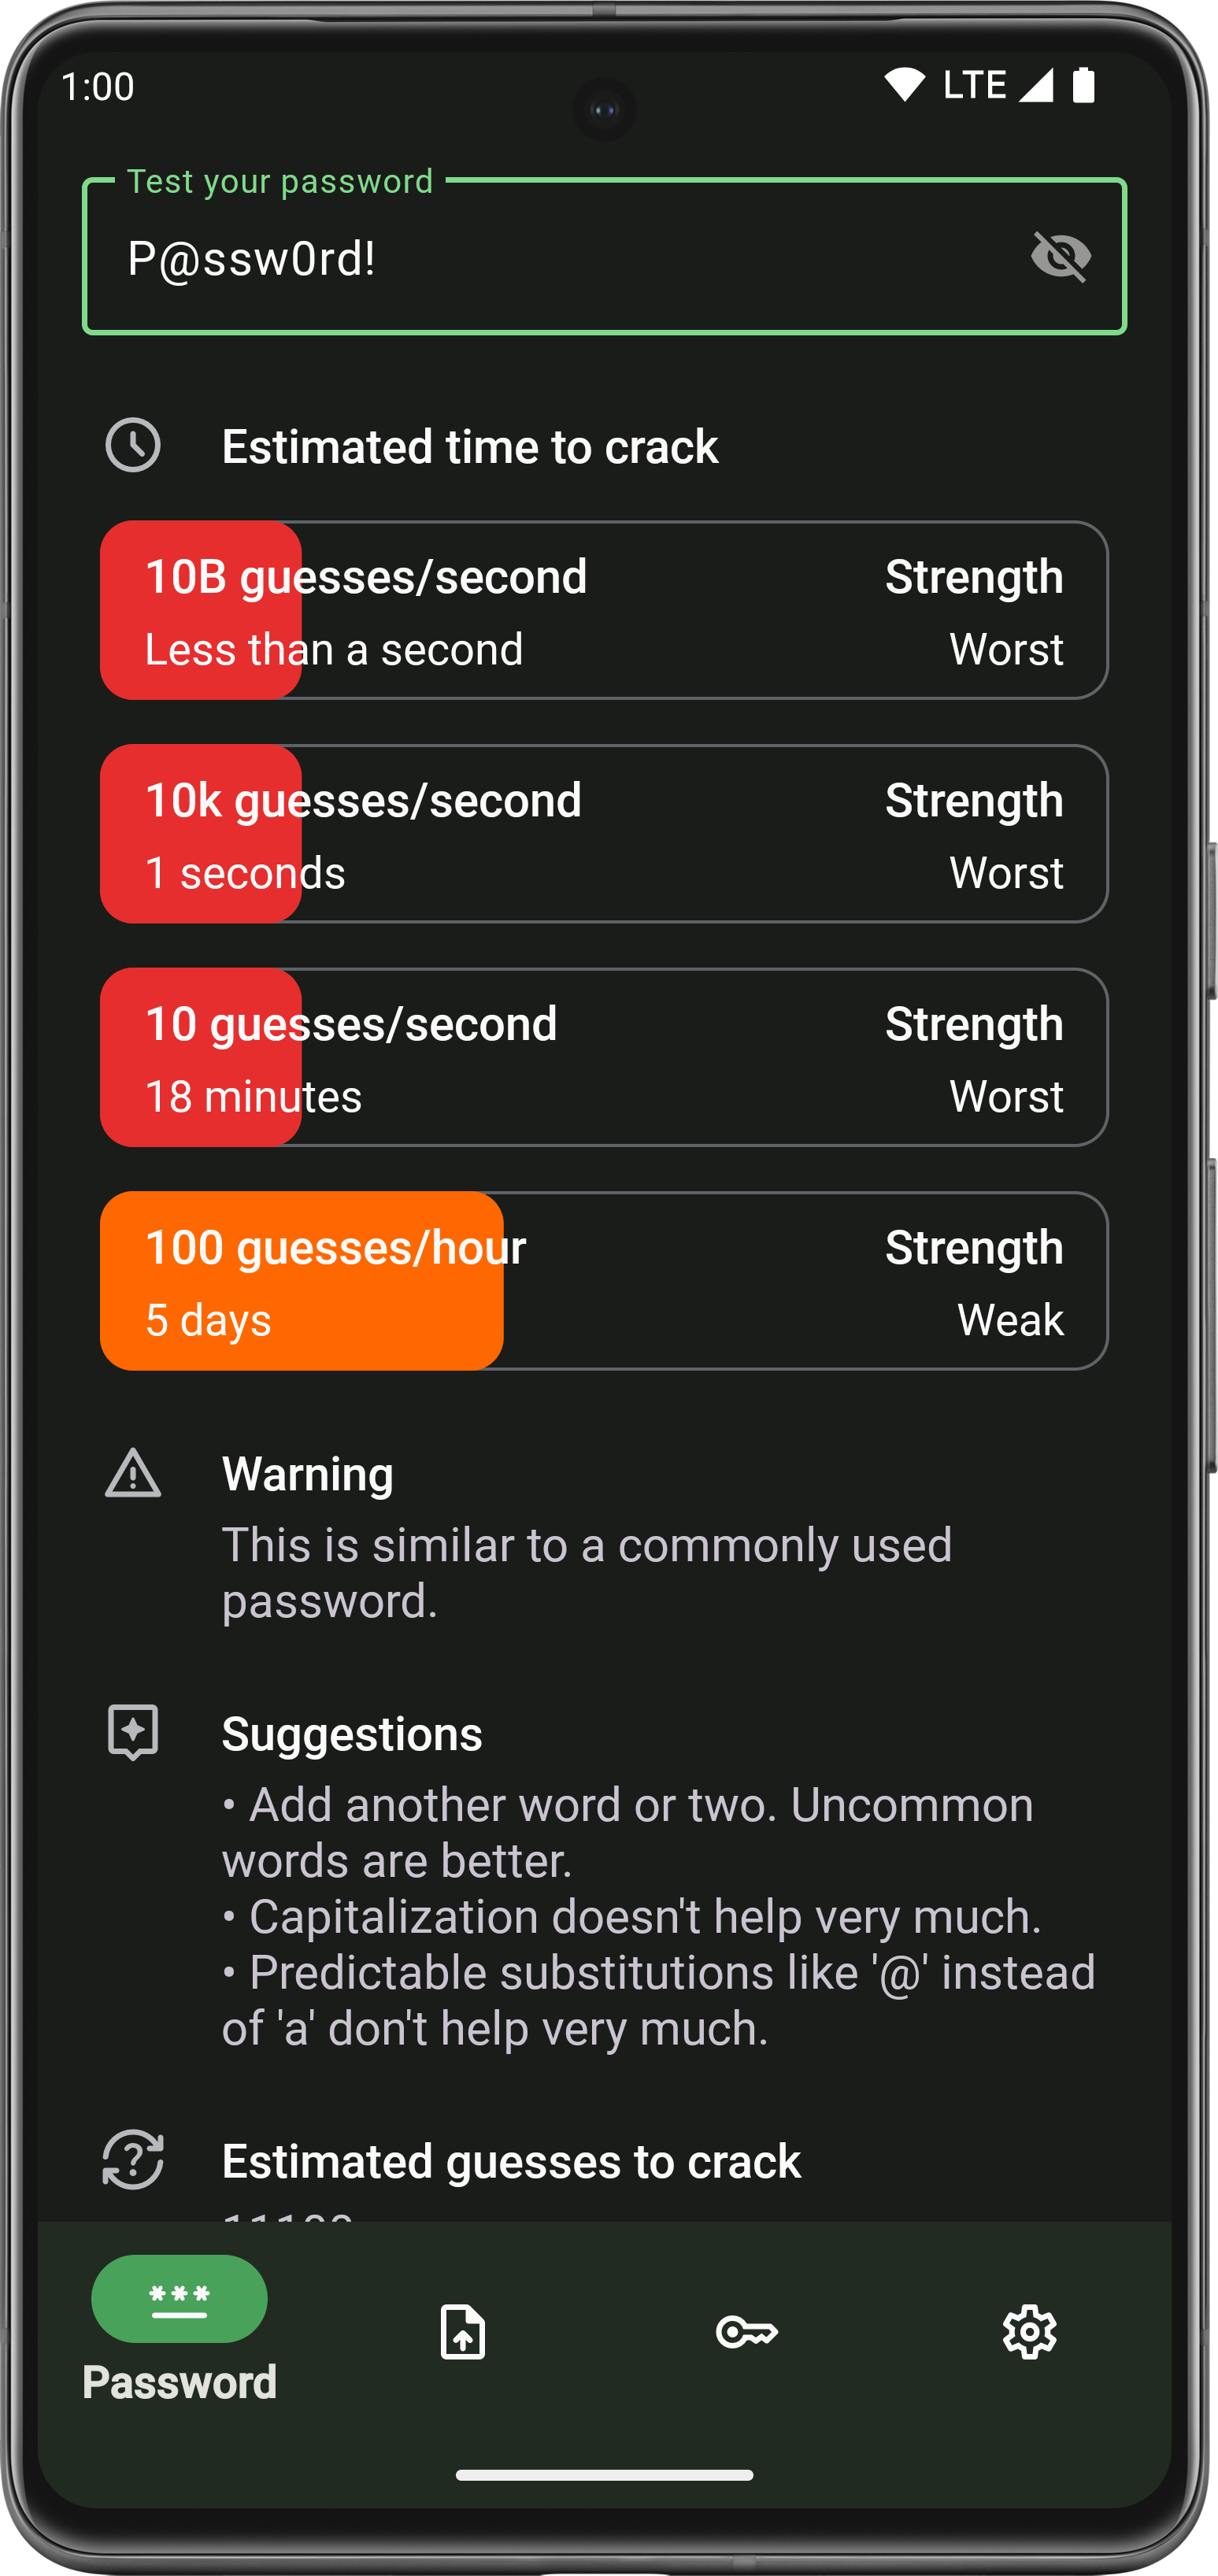 1:00 LTE
Test your password
P@ssw0rd!
Estimated time to crack
10B guesses/second Strength
Less than a second Worst
10k guesses/second Strength
1 seconds Worst
10 guesses/second Strength
18 minutes Worst
100 guesses/hour Strength
5 days Weak
Warning
This is similar to a commonly used
password.
Suggestions
• Add another word or two. Uncommon
words are better.
• Capitalization doesn't help very much.
• Predictable substitutions like '@' instead
of 'a' don't help very much.
Estimated guesses to crack
***
Password